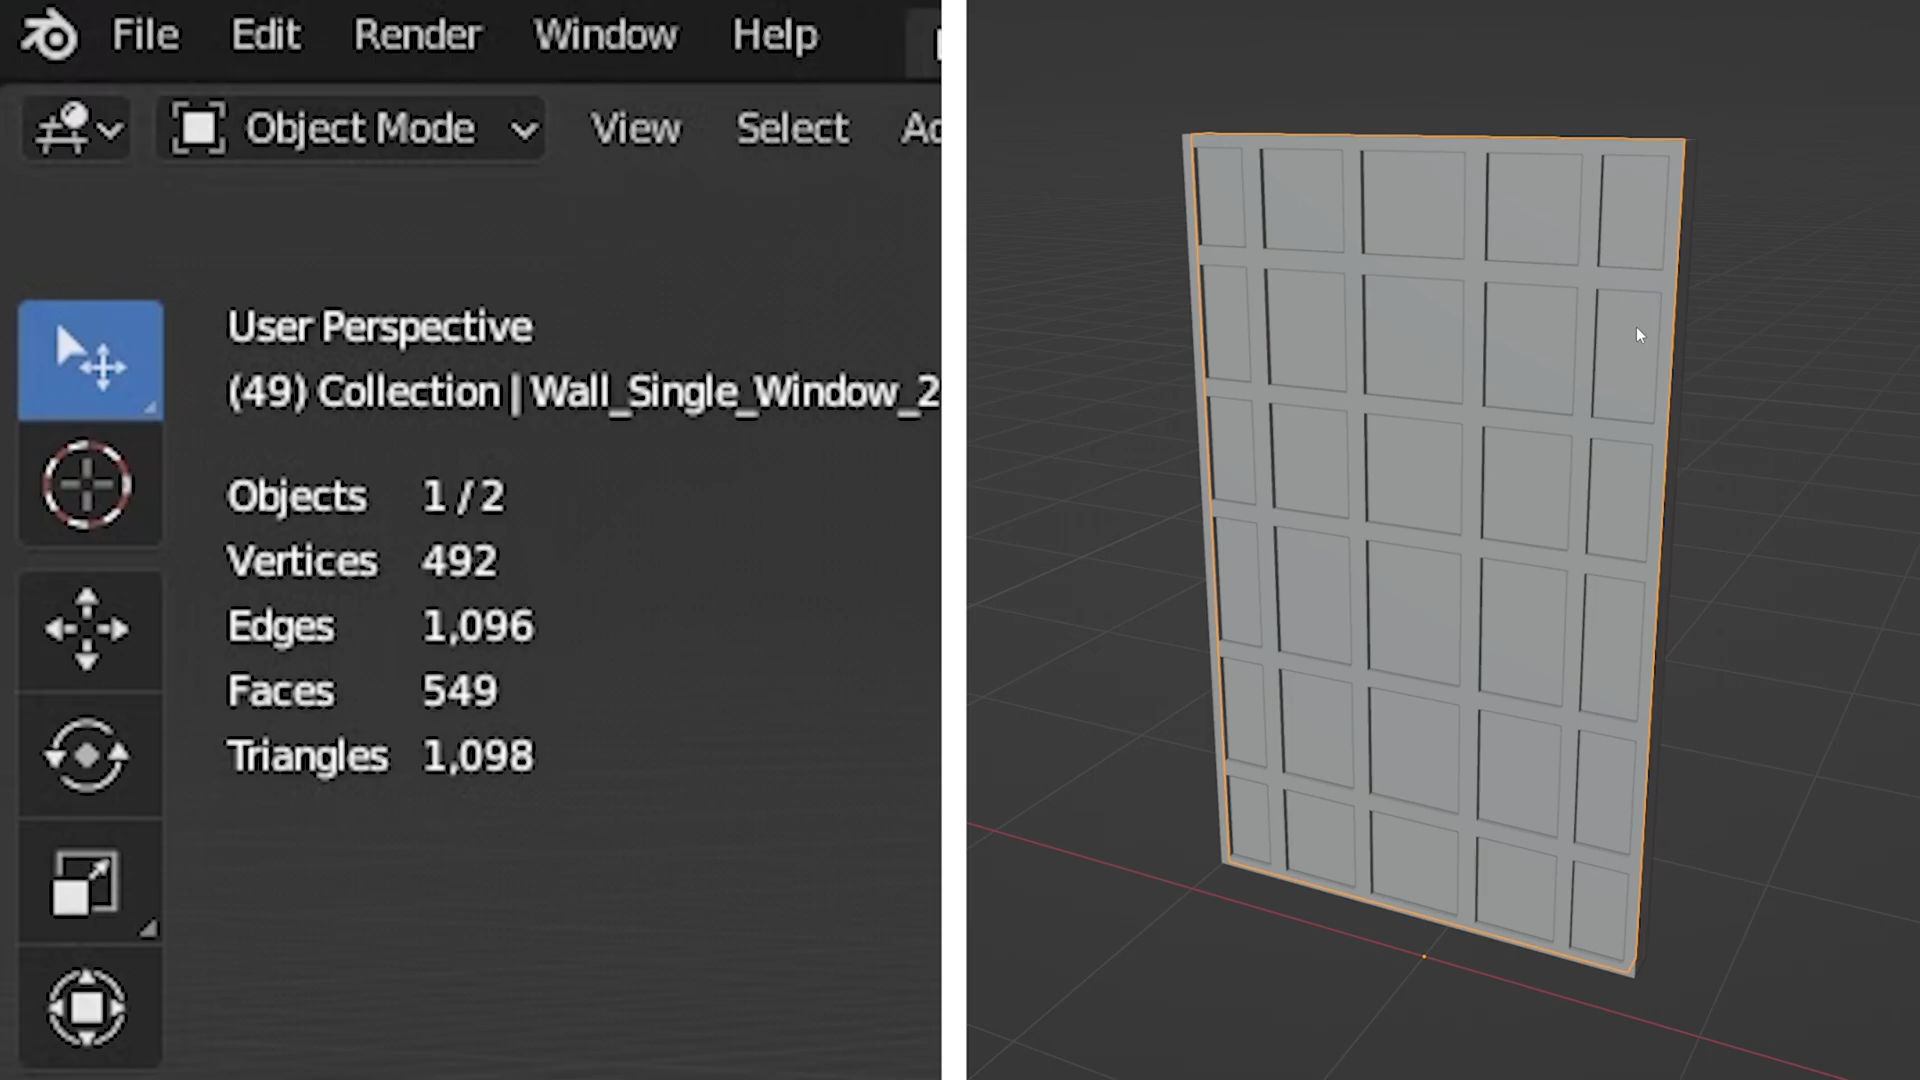 File Edit Render Window Help
Object Mode View Select
User Perspective
(49) Collection | Wall_Single_Window_2
Objects 1 / 2
Vertices 492
Edges 1,096
Faces 549
Triangles 1,098